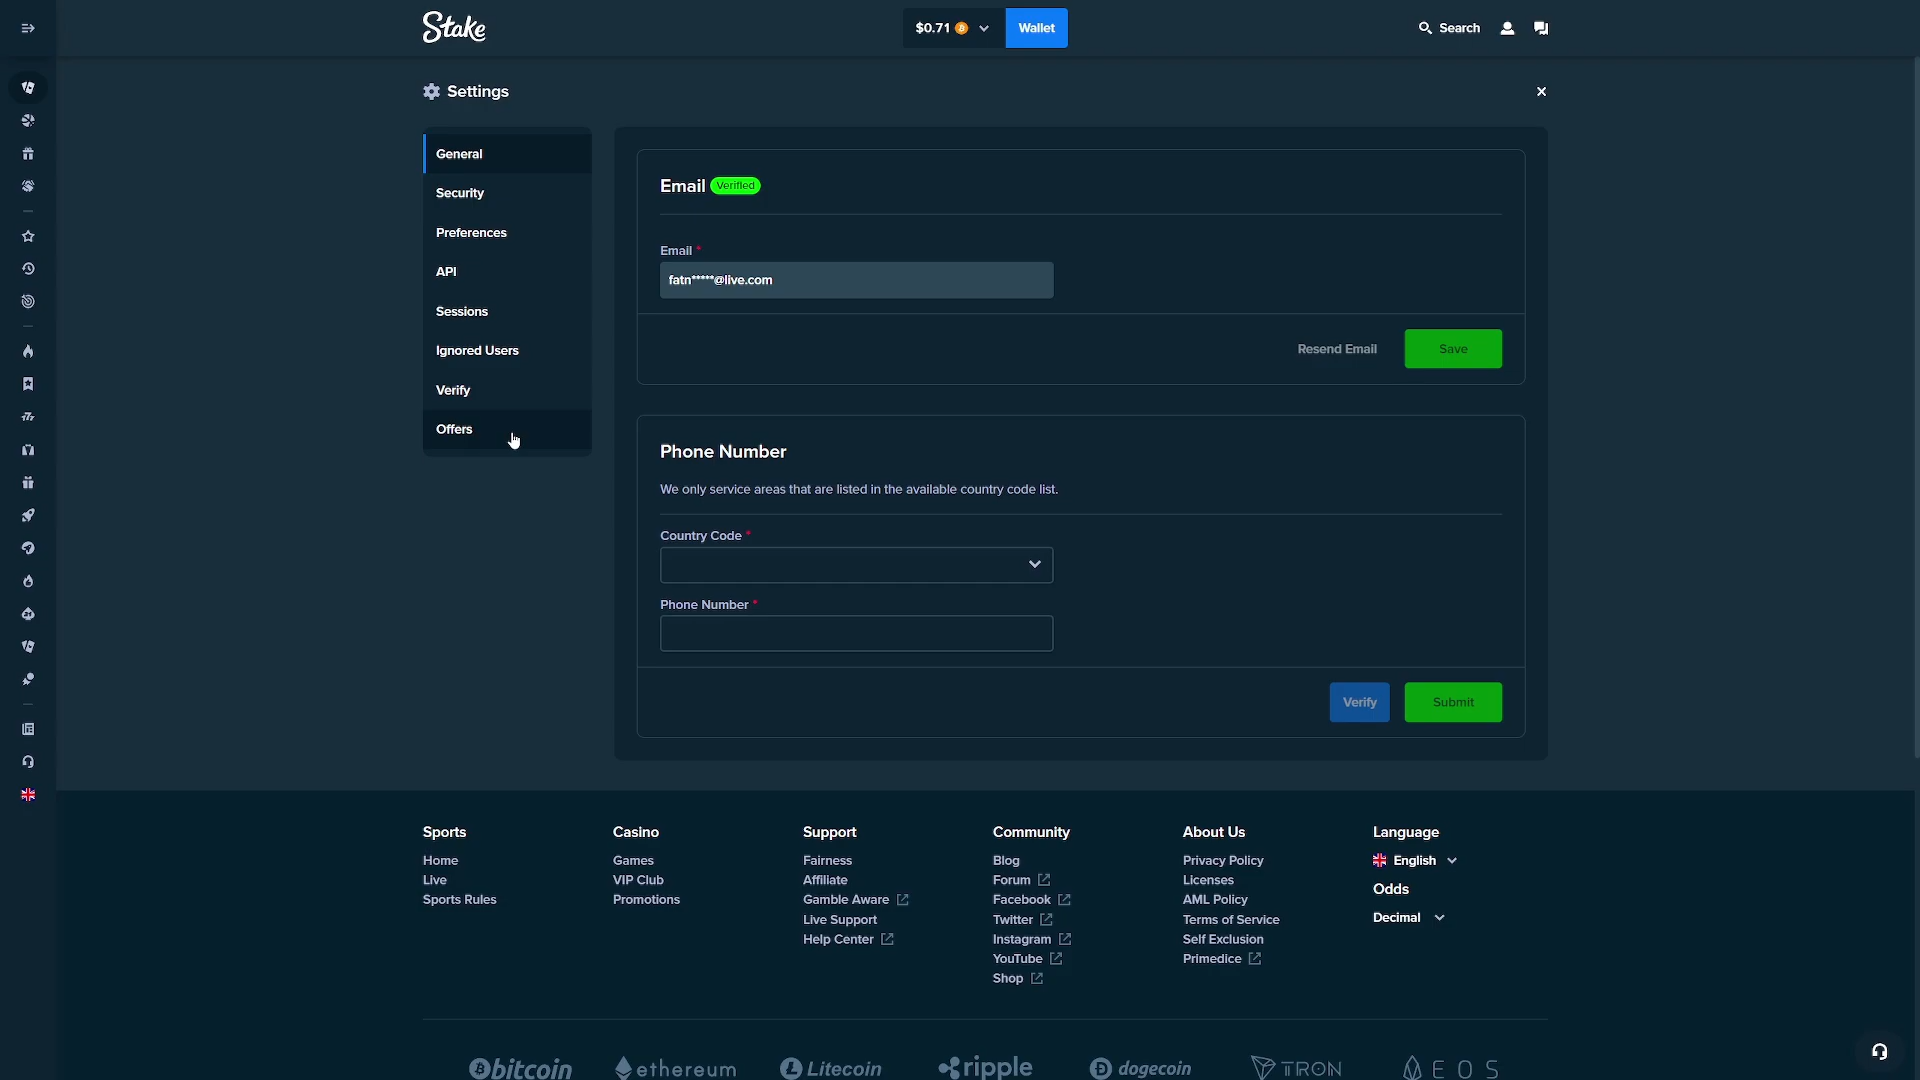 Stake
$0.71
Wallet
Search
Settings
General
Security
Preferences
API
Sessions
Ignored Users
Verify
Offers
Email Verified
Email *
fatn*****@live.com
Resend Email
Save
Phone Number
We only service areas that are listed in the available country code list.
Country Code *
Phone Number *
Verify
Submit
Sports
Home
Live
Sports Rules
Casino
Games
VIP Club
Promotions
Support
Fairness
Affiliate
Gamble Aware
Live Support
Help Center
Community
Blog
Forum
Facebook
Twitter
Instagram
YouTube
Shop
About Us
Privacy Policy
Licenses
AML Policy
Terms of Service
Self Exclusion
Primedice
Language
English
Odds
Decimal
bitcoin
ethereum
Litecoin
ripple
dogecoin
TRON
EOS